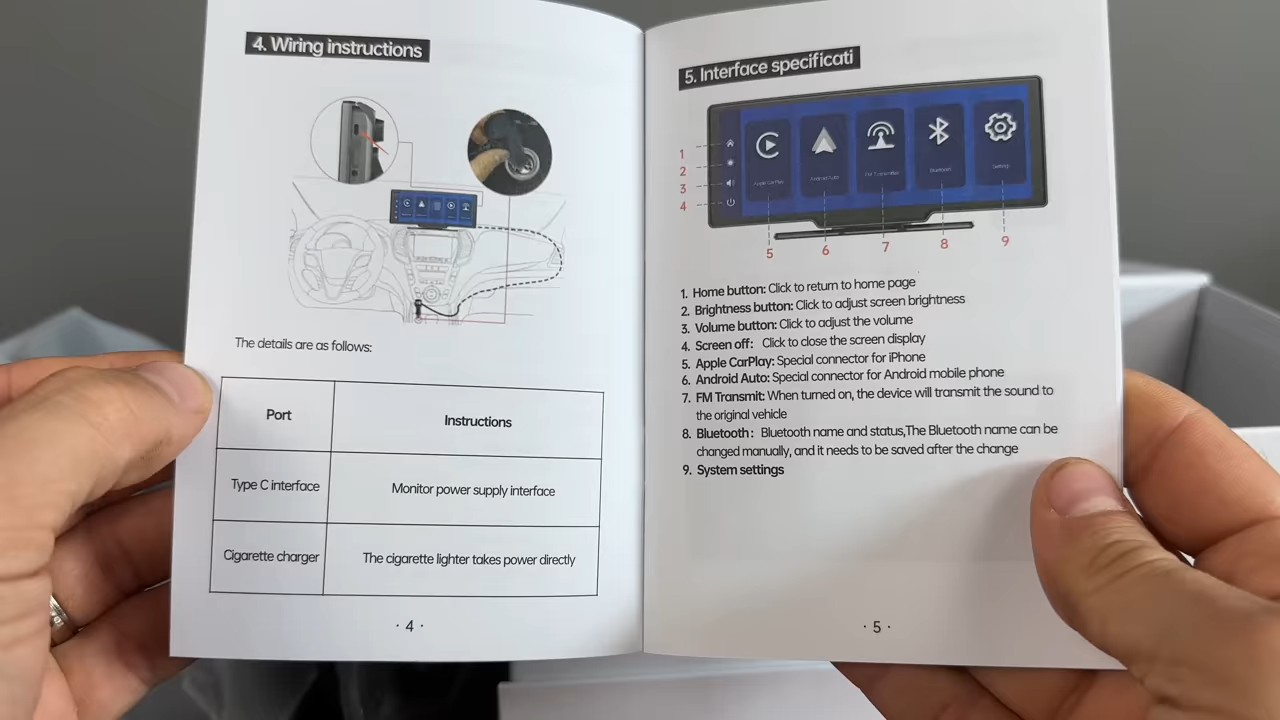 4. Wiring instructions
The details are as follows:
Port
Instructions
Type C interface
Monitor power supply interface
Cigarette charger
The cigarette lighter takes power directly
· 4 ·
5. Interface specificati
1
2
3
4
Apple CarPlay
Android Auto
FM Transmitter
Bluetooth
Settings
5
6
7
8
9
1. Home button: Click to return to home page
2. Brightness button: Click to adjust screen brightness
3. Volume button: Click to adjust the volume
4. Screen off: Click to close the screen display
5. Apple CarPlay: Special connector for iPhone
6. Android Auto: Special connector for Android mobile phone
7. FM Transmit: When turned on, the device will transmit the sound to
the original vehicle
8. Bluetooth: Bluetooth name and status,The Bluetooth name can be
changed manually, and it needs to be saved after the change
9. System settings
· 5 ·